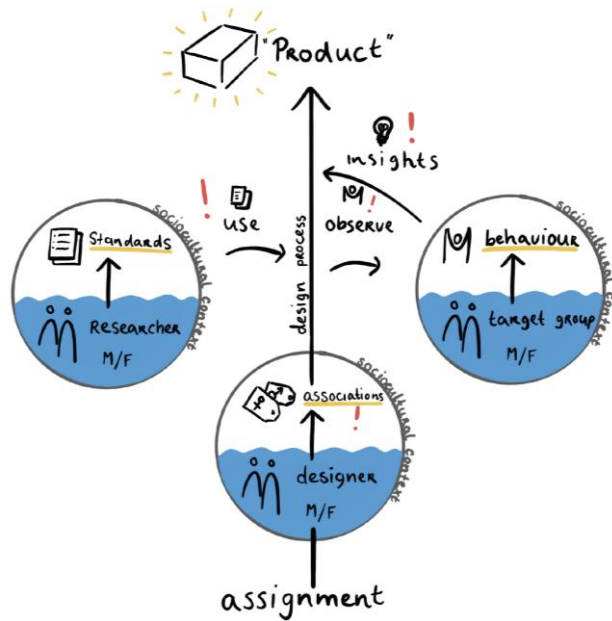 "Product"
!
insights
!
use
!
observe
sociocultural context
Standards
Researcher
M/F
design process
sociocultural context
behaviour
target group
M/F
sociocultural context
associations
!
designer
M/F
assignment